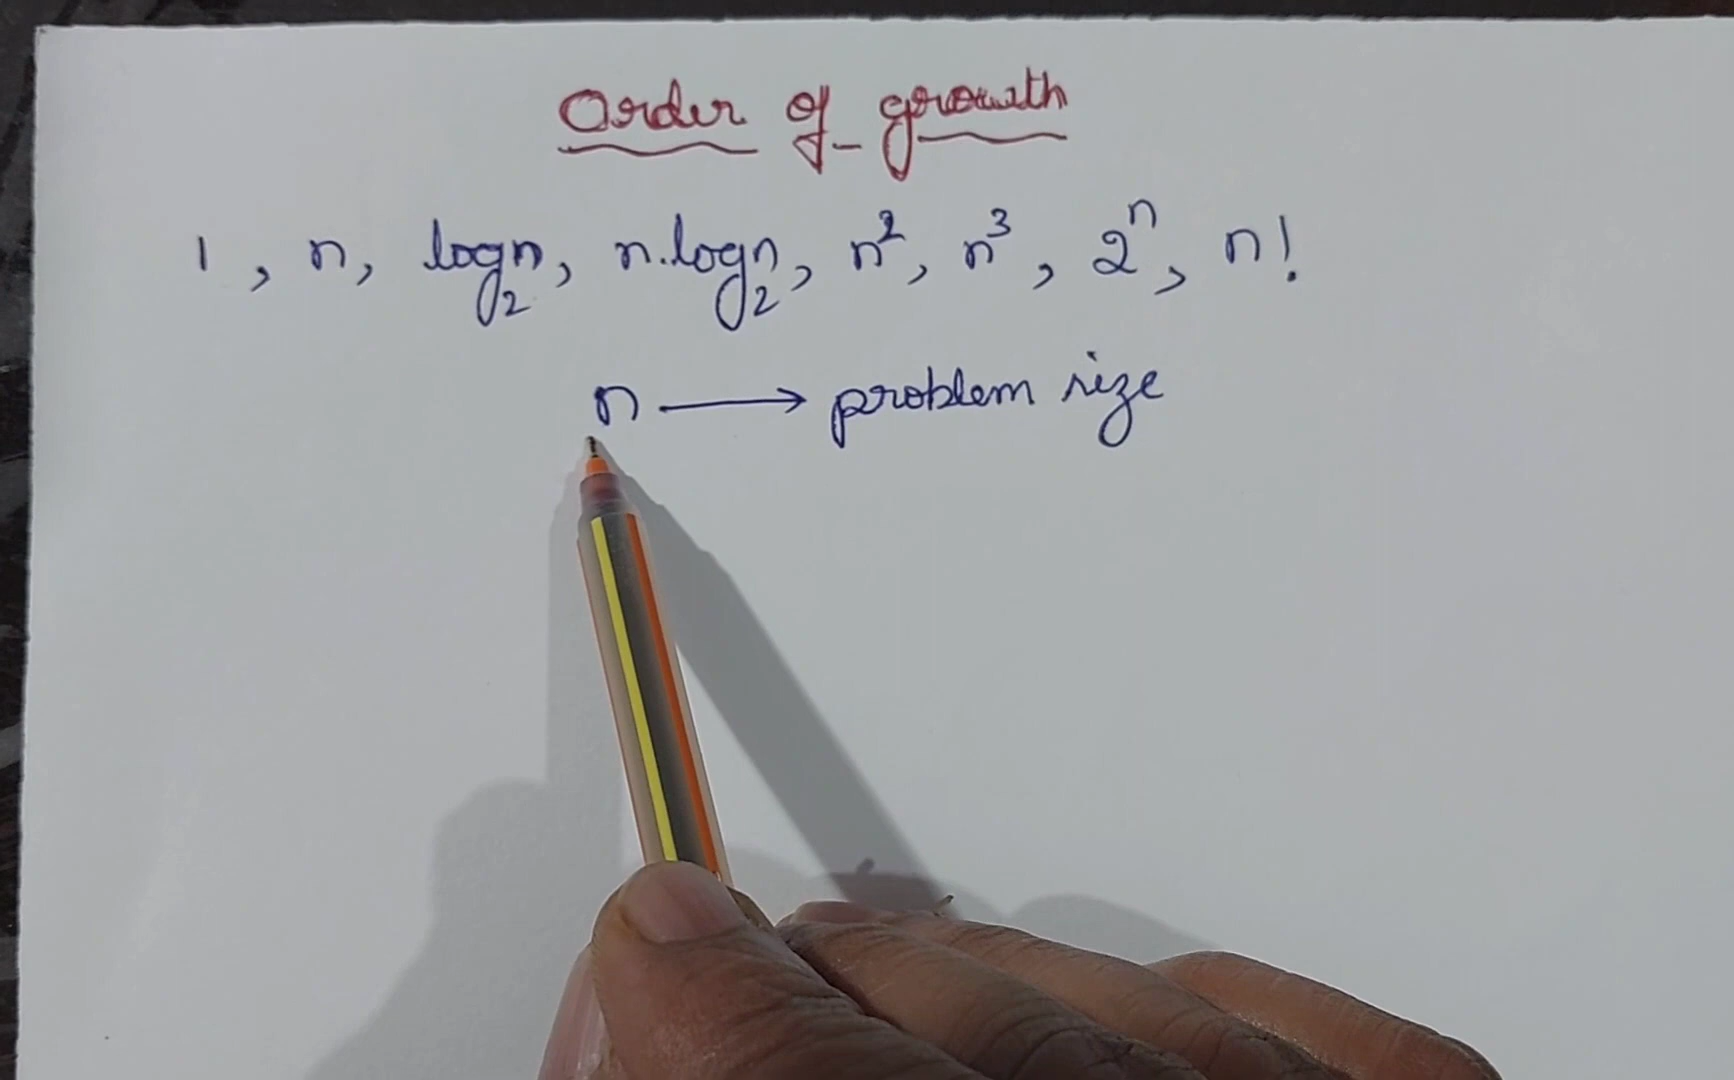 Order of growth
1, n, log₂n, n.log₂n, n², n³, 2ⁿ, n!
n → problem size